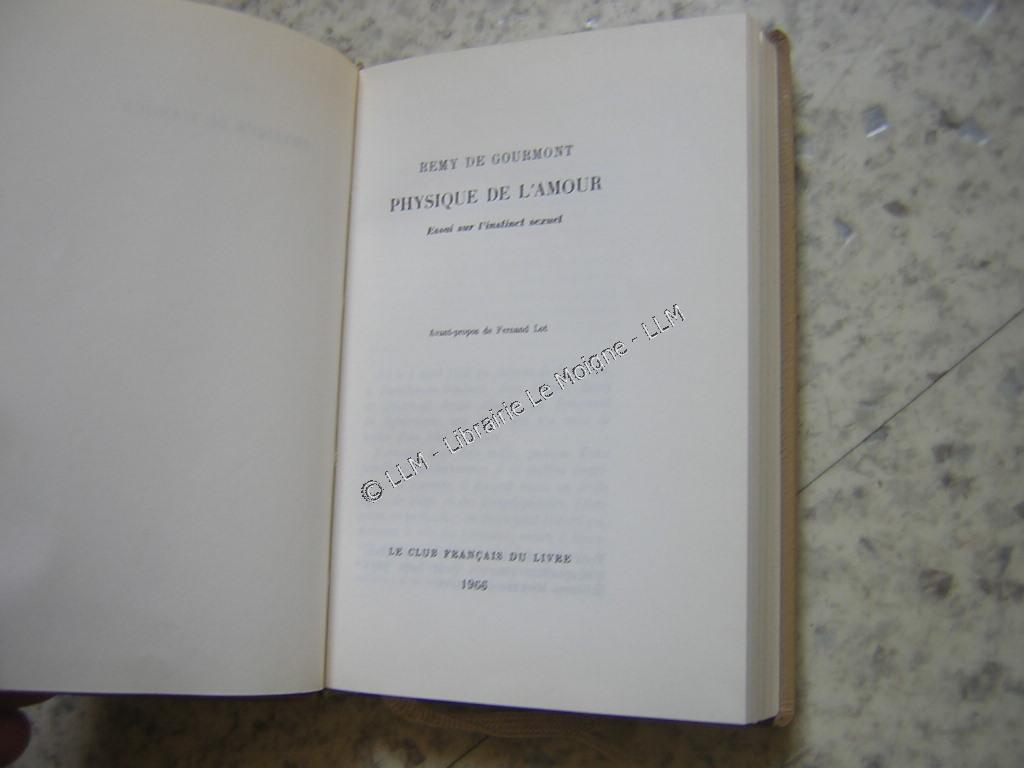 REMY DE GOURMONT
PHYSIQUE DE L'AMOUR
Essai sur l'instinct sexuel
Avant-propos de Fernand Lot
© LLM - Librairie Le Moigne - LLM
LE CLUB FRANÇAIS DU LIVRE
1966